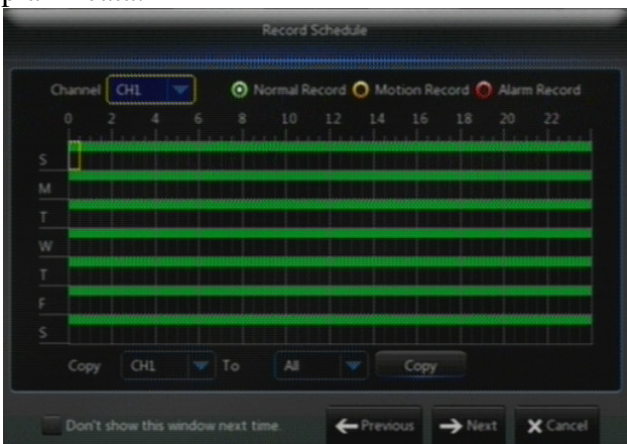 Record Schedule
Channel CH1 Normal Record Motion Record Alarm Record
0 2 4 6 8 10 12 14 16 18 20 22
S
M
T
W
T
F
S
Copy CH1 To All Copy
Don't show this window next time. Previous Next Cancel